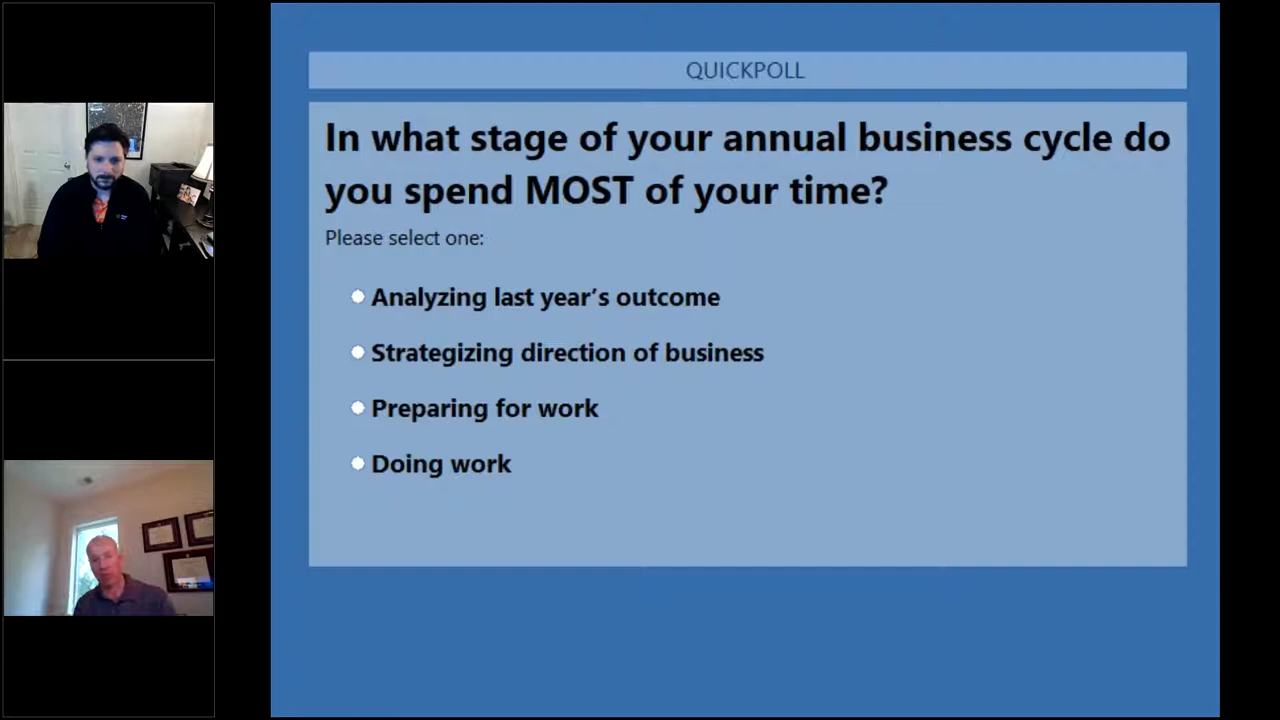 QUICKPOLL
In what stage of your annual business cycle do
you spend MOST of your time?
Please select one:
Analyzing last year’s outcome
Strategizing direction of business
Preparing for work
Doing work